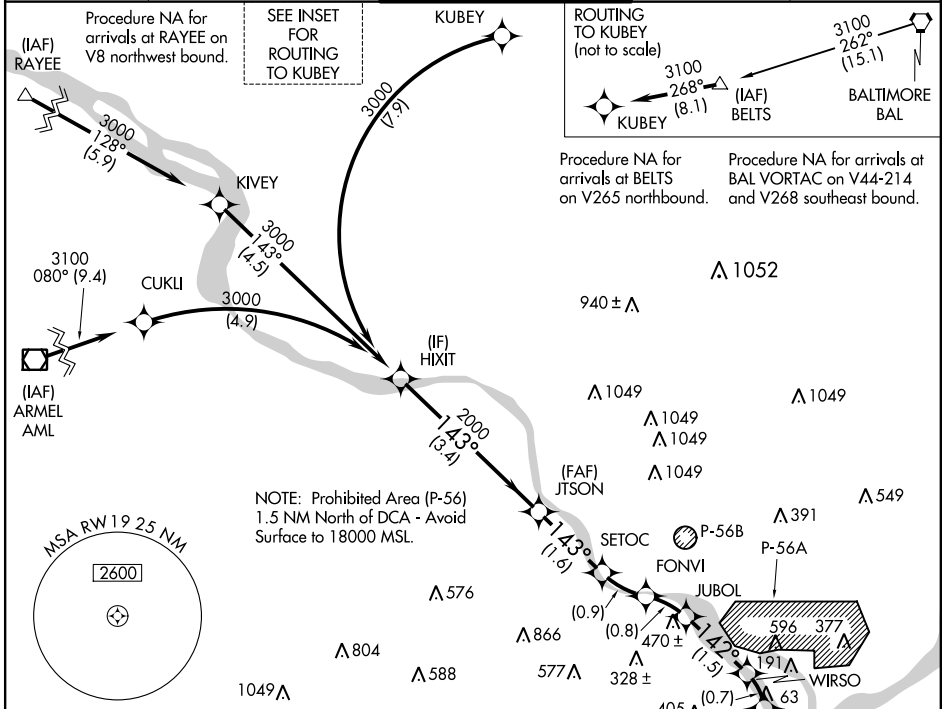 Procedure NA for
arrivals at RAYEE on
V8 northwest bound.
SEE INSET
FOR
ROUTING
TO KUBEY
KUBEY
ROUTING
TO KUBEY
(not to scale)
3100
262°
(15.1)
3100
268°
(8.1)
KUBEY
(IAF)
BELTS
BALTIMORE
BAL
(IAF)
RAYEE
3000
128°
(5.9)
3000
(7.9)
Procedure NA for
arrivals at BELTS
on V265 northbound.
Procedure NA for arrivals at
BAL VORTAC on V44-214
and V268 southeast bound.
KIVEY
3000
143°
(4.5)
3100
080° (9.4)
CUKLI
3000
(4.9)
1052
940 ±
(IAF)
ARMEL
AML
(IF)
HIXIT
1049
1049
1049
1049
1049
2000
143°
(3.4)
(FAF)
JTSON
549
391
NOTE: Prohibited Area (P-56)
1.5 NM North of DCA - Avoid
Surface to 18000 MSL.
143°
(1.6)
SETOC
P-56B
P-56A
FONVI
JUBOL
MSA RW19 25 NM
2600
576
(0.9)
(0.8)
470 ±
142°
(1.5)
596
377
866
804
588
577
328 ±
191
WIRSO
1049
(0.7)
63
405